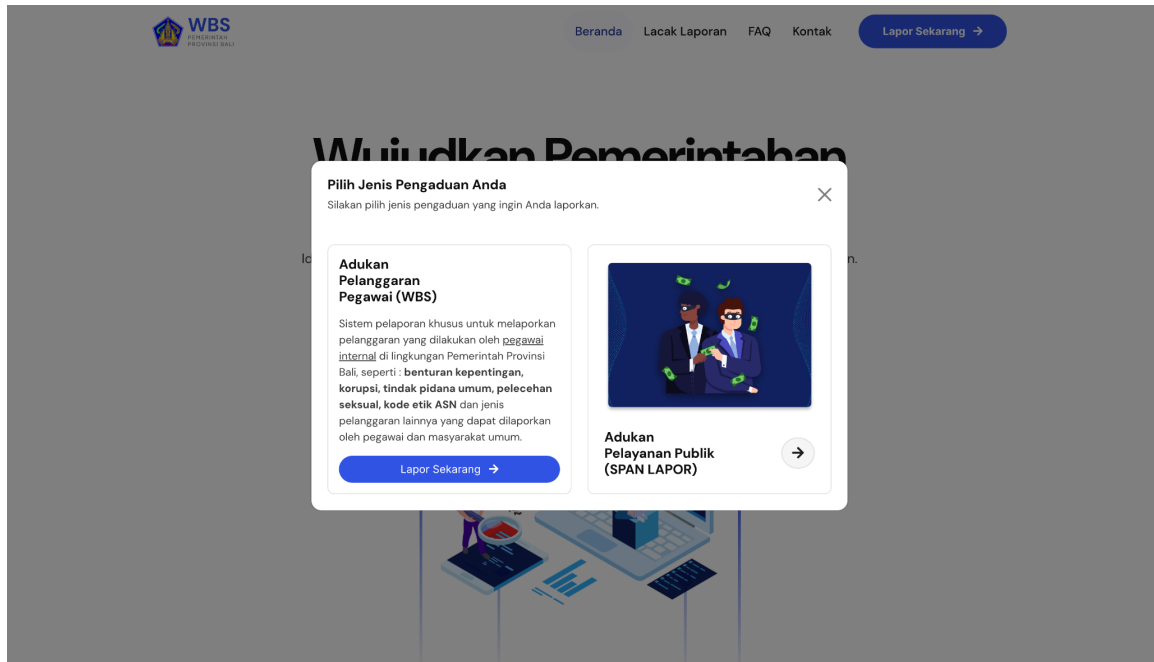 WBS
PEMERINTAH
PROVINSI BALI
Beranda
Lacak Laporan
FAQ
Kontak
Lapor Sekarang →
Wujudkan Pemerintahan
Pilih Jenis Pengaduan Anda
Silakan pilih jenis pengaduan yang ingin Anda laporkan.
Adukan
Pelanggaran
Pegawai (WBS)
Sistem pelaporan khusus untuk melaporkan
pelanggaran yang dilakukan oleh pegawai
internal di lingkungan Pemerintah Provinsi
Bali, seperti : benturan kepentingan,
korupsi, tindak pidana umum, pelecehan
seksual, kode etik ASN dan jenis
pelanggaran lainnya yang dapat dilaporkan
oleh pegawai dan masyarakat umum.
Lapor Sekarang →
Adukan
Pelayanan Publik
(SPAN LAPOR)